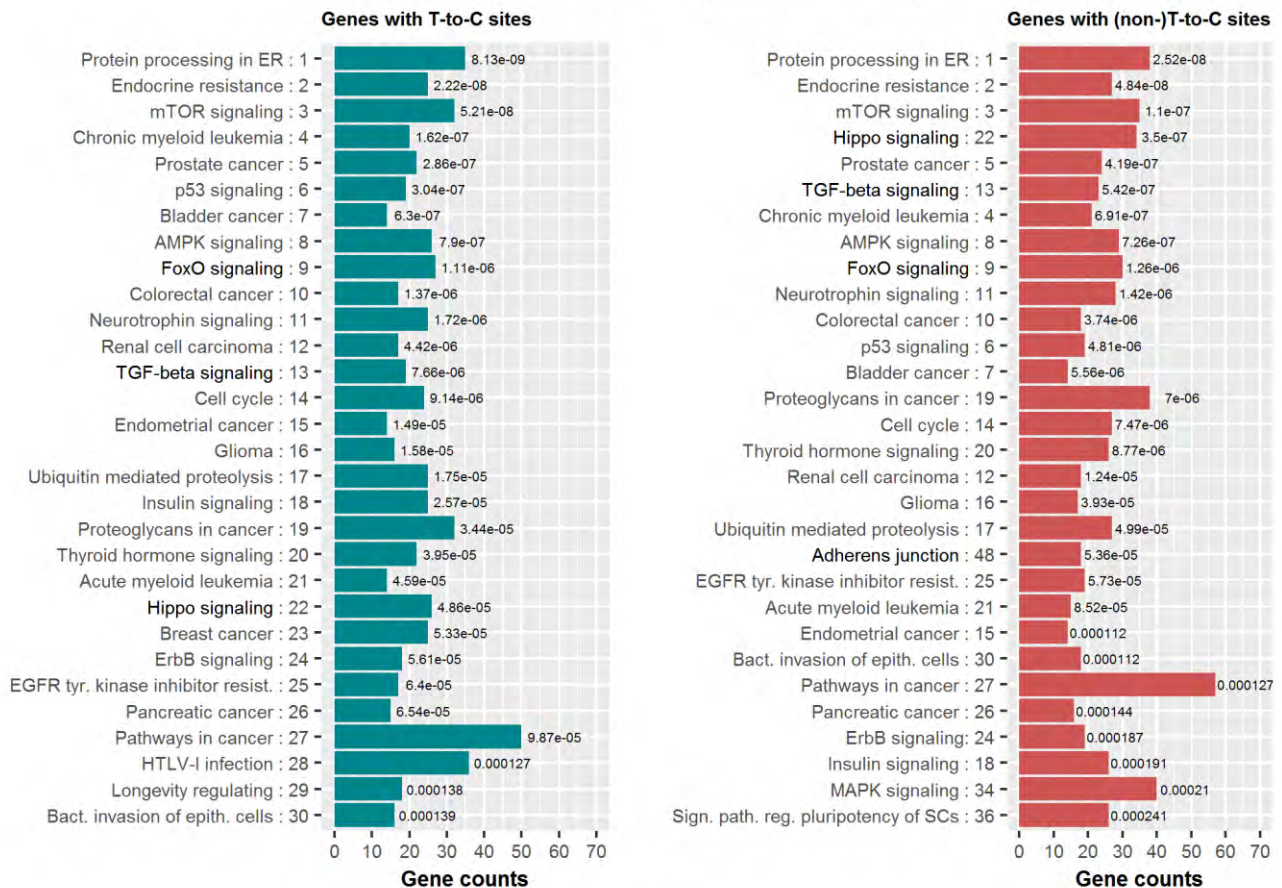 Genes with T-to-C sites
Protein processing in ER : 1 8.13e-09
Endocrine resistance : 2 2.22e-08
mTOR signaling : 3 5.21e-08
Chronic myeloid leukemia : 4 1.62e-07
Prostate cancer : 5 2.86e-07
p53 signaling : 6 3.04e-07
Bladder cancer : 7 6.3e-07
AMPK signaling : 8 7.9e-07
FoxO signaling : 9 1.11e-06
Colorectal cancer : 10 1.37e-06
Neurotrophin signaling : 11 1.72e-06
Renal cell carcinoma : 12 4.42e-06
TGF-beta signaling : 13 7.66e-06
Cell cycle : 14 9.14e-06
Endometrial cancer : 15 1.49e-05
Glioma : 16 1.58e-05
Ubiquitin mediated proteolysis : 17 1.75e-05
Insulin signaling : 18 2.57e-05
Proteoglycans in cancer : 19 3.44e-05
Thyroid hormone signaling : 20 3.95e-05
Acute myeloid leukemia : 21 4.59e-05
Hippo signaling : 22 4.86e-05
Breast cancer : 23 5.33e-05
ErbB signaling : 24 5.61e-05
EGFR tyr. kinase inhibitor resist. : 25 6.4e-05
Pancreatic cancer : 26 6.54e-05
Pathways in cancer : 27 9.87e-05
HTLV-I infection : 28 0.000127
Longevity regulating : 29 0.000138
Bact. invasion of epith. cells : 30 0.000139
0 10 20 30 40 50 60 70
Gene counts
Genes with (non-)T-to-C sites
Protein processing in ER : 1 2.52e-08
Endocrine resistance : 2 4.84e-08
mTOR signaling : 3 1.1e-07
Hippo signaling : 22 3.5e-07
Prostate cancer : 5 4.19e-07
TGF-beta signaling : 13 5.42e-07
Chronic myeloid leukemia : 4 6.91e-07
AMPK signaling : 8 7.26e-07
FoxO signaling : 9 1.26e-06
Neurotrophin signaling : 11 1.42e-06
Colorectal cancer : 10 3.74e-06
p53 signaling : 6 4.81e-06
Bladder cancer : 7 5.56e-06
Proteoglycans in cancer : 19 7e-06
Cell cycle : 14 7.47e-06
Thyroid hormone signaling : 20 8.77e-06
Renal cell carcinoma : 12 1.24e-05
Glioma : 16 3.93e-05
Ubiquitin mediated proteolysis : 17 4.99e-05
Adherens junction : 48 5.36e-05
EGFR tyr. kinase inhibitor resist. : 25 5.73e-05
Acute myeloid leukemia : 21 8.52e-05
Endometrial cancer : 15 0.000112
Bact. invasion of epith. cells : 30 0.000112
Pathways in cancer : 27 0.000127
Pancreatic cancer : 26 0.000144
ErbB signaling: 24 0.000187
Insulin signaling : 18 0.000191
MAPK signaling : 34 0.00021
Sign. path. reg. pluripotency of SCs : 36 0.000241
0 10 20 30 40 50 60 70
Gene counts